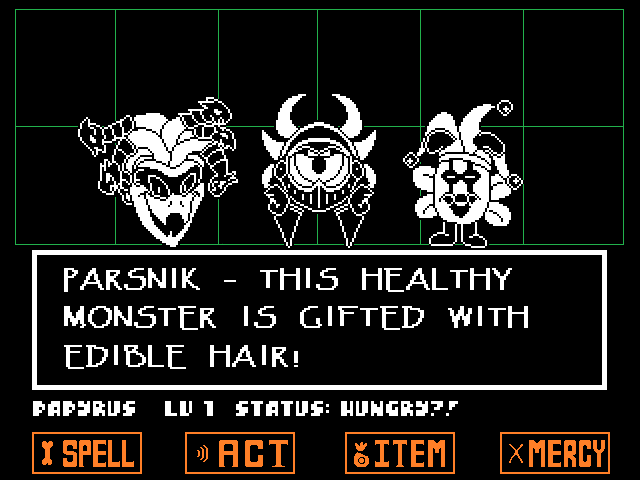 PARSNIK - THIS HEALTHY
MONSTER IS GIFTED WITH
EDIBLE HAIR!
PAPYRUS LV 1 STATUS: HUNGRY?!
SPELL ACT ITEM MERCY